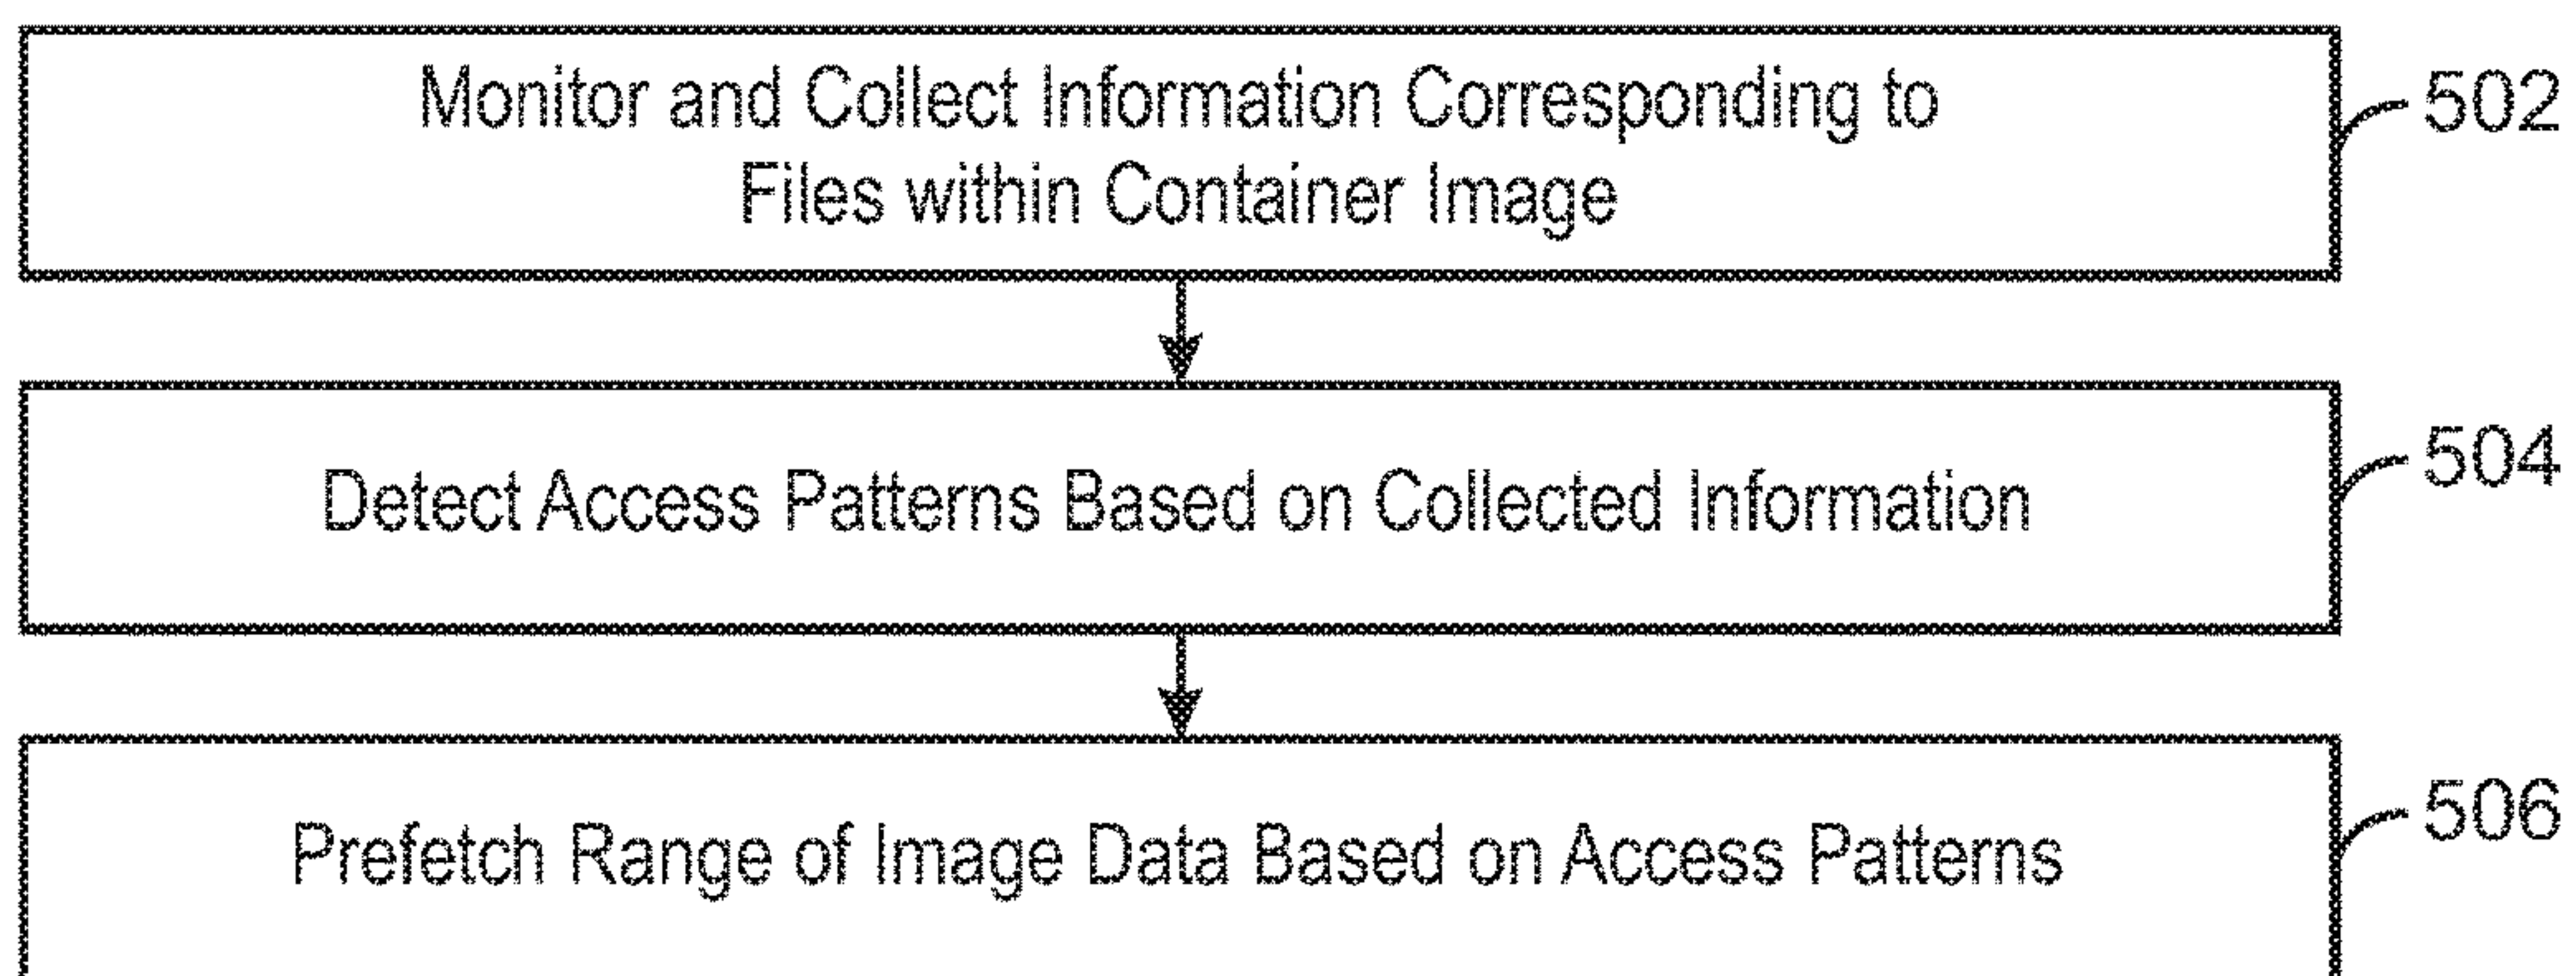 Monitor and Collect Information Corresponding to
Files within Container Image
502
Detect Access Patterns Based on Collected Information
504
Prefetch Range of Image Data Based on Access Patterns
506